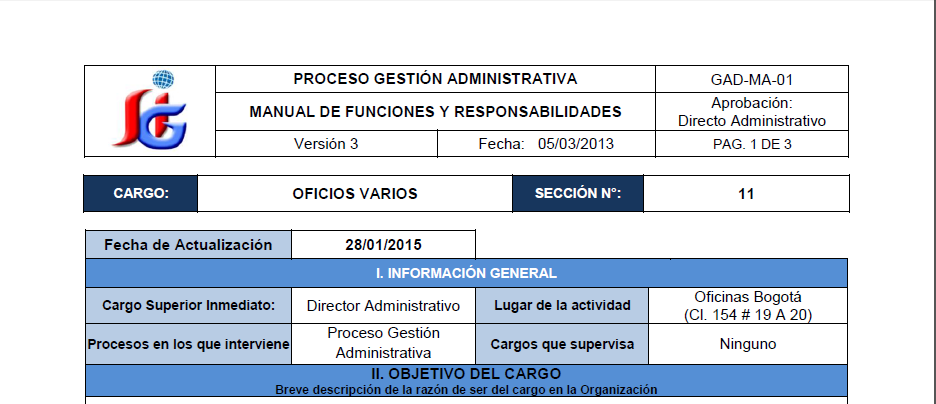 PROCESO GESTIÓN ADMINISTRATIVA
GAD-MA-01
MANUAL DE FUNCIONES Y RESPONSABILIDADES
Aprobación:
Directo Administrativo
Versión 3
Fecha: 05/03/2013
PAG. 1 DE 3
CARGO:
OFICIOS VARIOS
SECCIÓN N°:
11
Fecha de Actualización
28/01/2015
I. INFORMACIÓN GENERAL
Cargo Superior Inmediato:
Director Administrativo
Lugar de la actividad
Oficinas Bogotá
(Cl. 154 # 19 A 20)
Procesos en los que interviene
Proceso Gestión
Administrativa
Cargos que supervisa
Ninguno
II. OBJETIVO DEL CARGO
Breve descripción de la razón de ser del cargo en la Organización